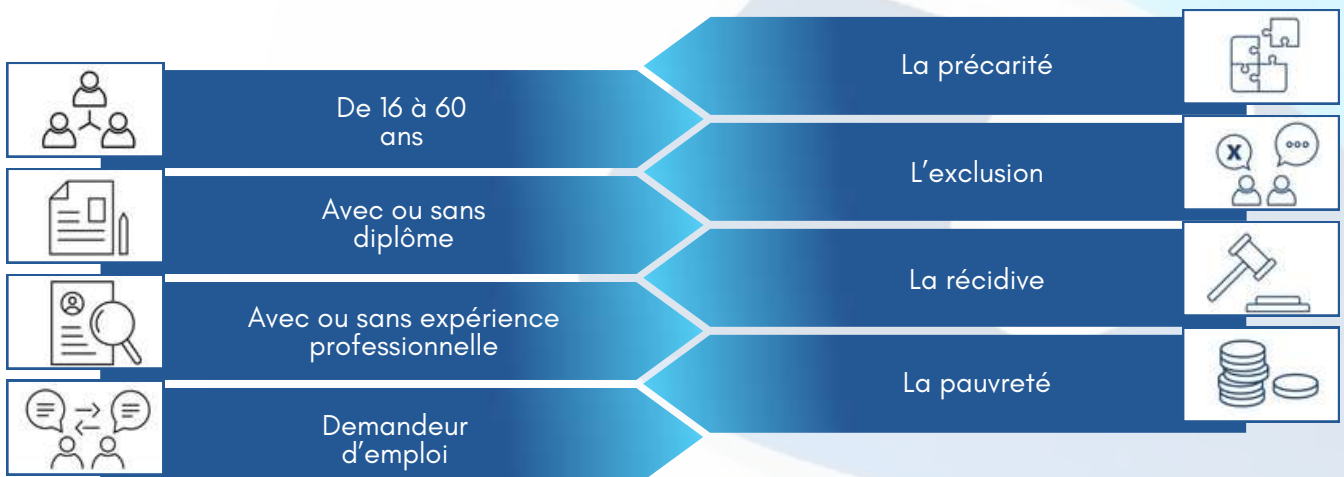 De 16 à 60
ans
Avec ou sans
diplôme
Avec ou sans expérience
professionnelle
Demandeur
d'emploi
La précarité
L'exclusion
La récidive
La pauvreté